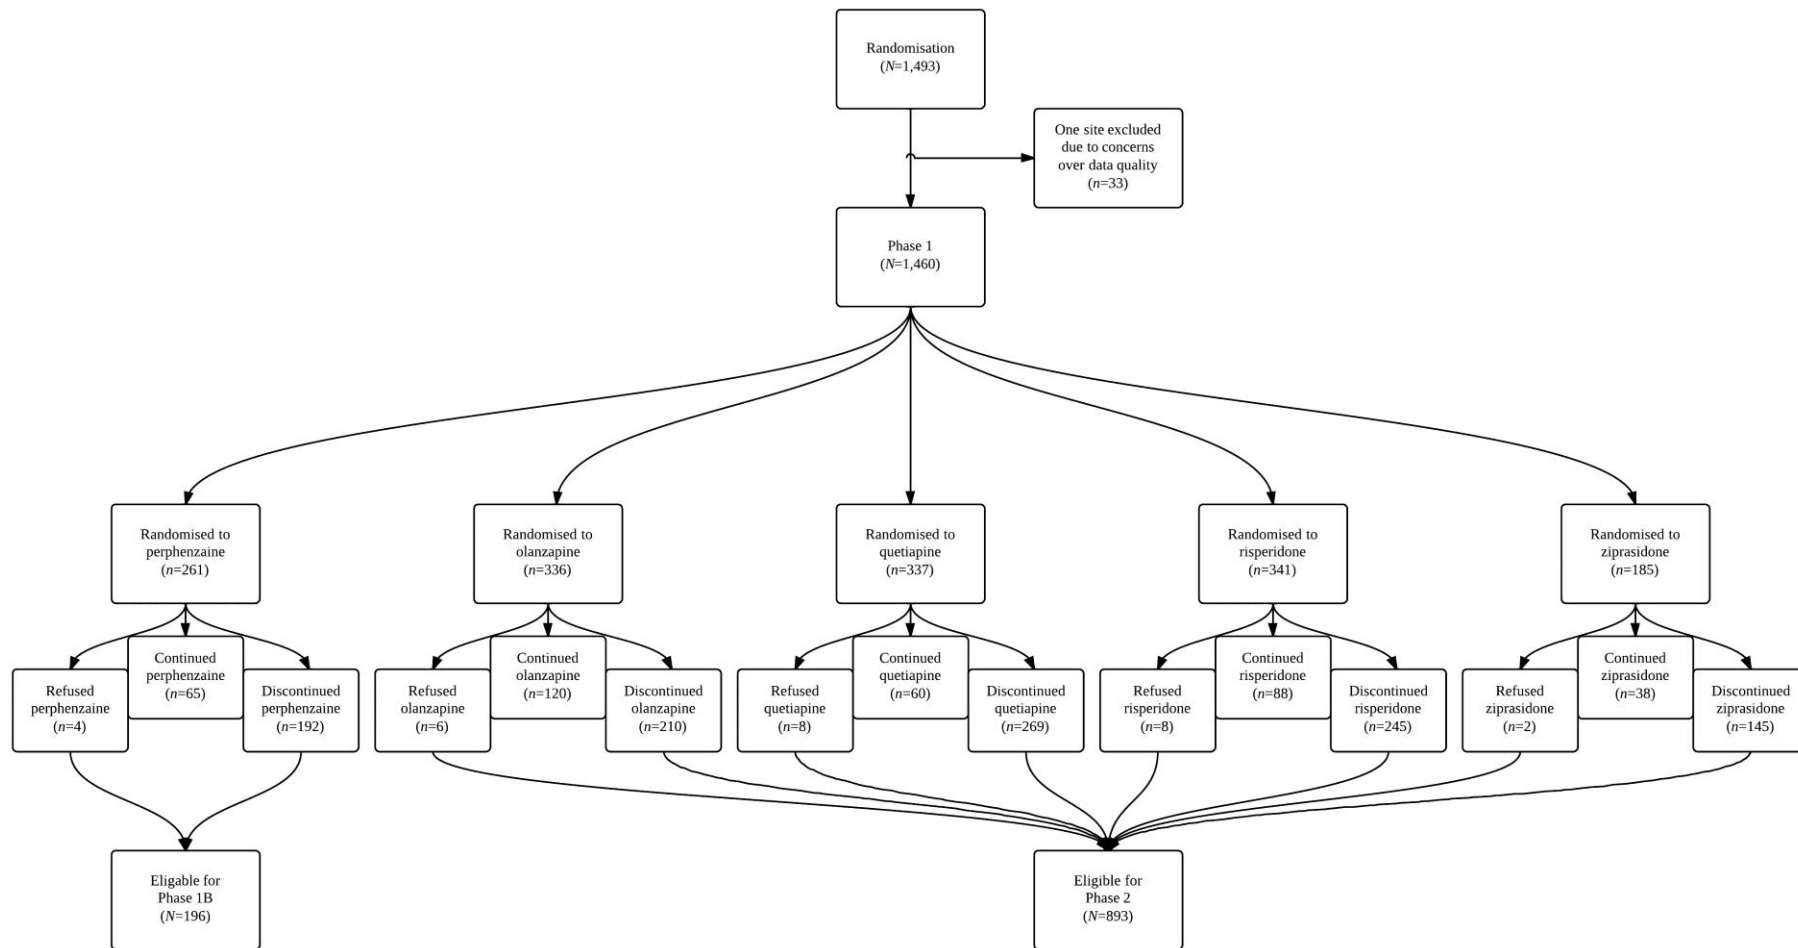 Randomisation
(N=1,493)
One site excluded
due to concerns
over data quality
(n=33)
Phase 1
(N=1,460)
Randomised to
perphenzaine
(n=261)
Randomised to
olanzapine
(n=336)
Randomised to
quetiapine
(n=337)
Randomised to
risperidone
(n=341)
Randomised to
ziprasidone
(n=185)
Refused
perphenzaine
(n=4)
Continued
perphenzaine
(n=65)
Discontinued
perphenzaine
(n=192)
Refused
olanzapine
(n=6)
Continued
olanzapine
(n=120)
Discontinued
olanzapine
(n=210)
Refused
quetiapine
(n=8)
Continued
quetiapine
(n=60)
Discontinued
quetiapine
(n=269)
Refused
risperidone
(n=8)
Continued
risperidone
(n=88)
Discontinued
risperidone
(n=245)
Refused
ziprasidone
(n=2)
Continued
ziprasidone
(n=38)
Discontinued
ziprasidone
(n=145)
Eligable for
Phase 1B
(N=196)
Eligible for
Phase 2
(N=893)